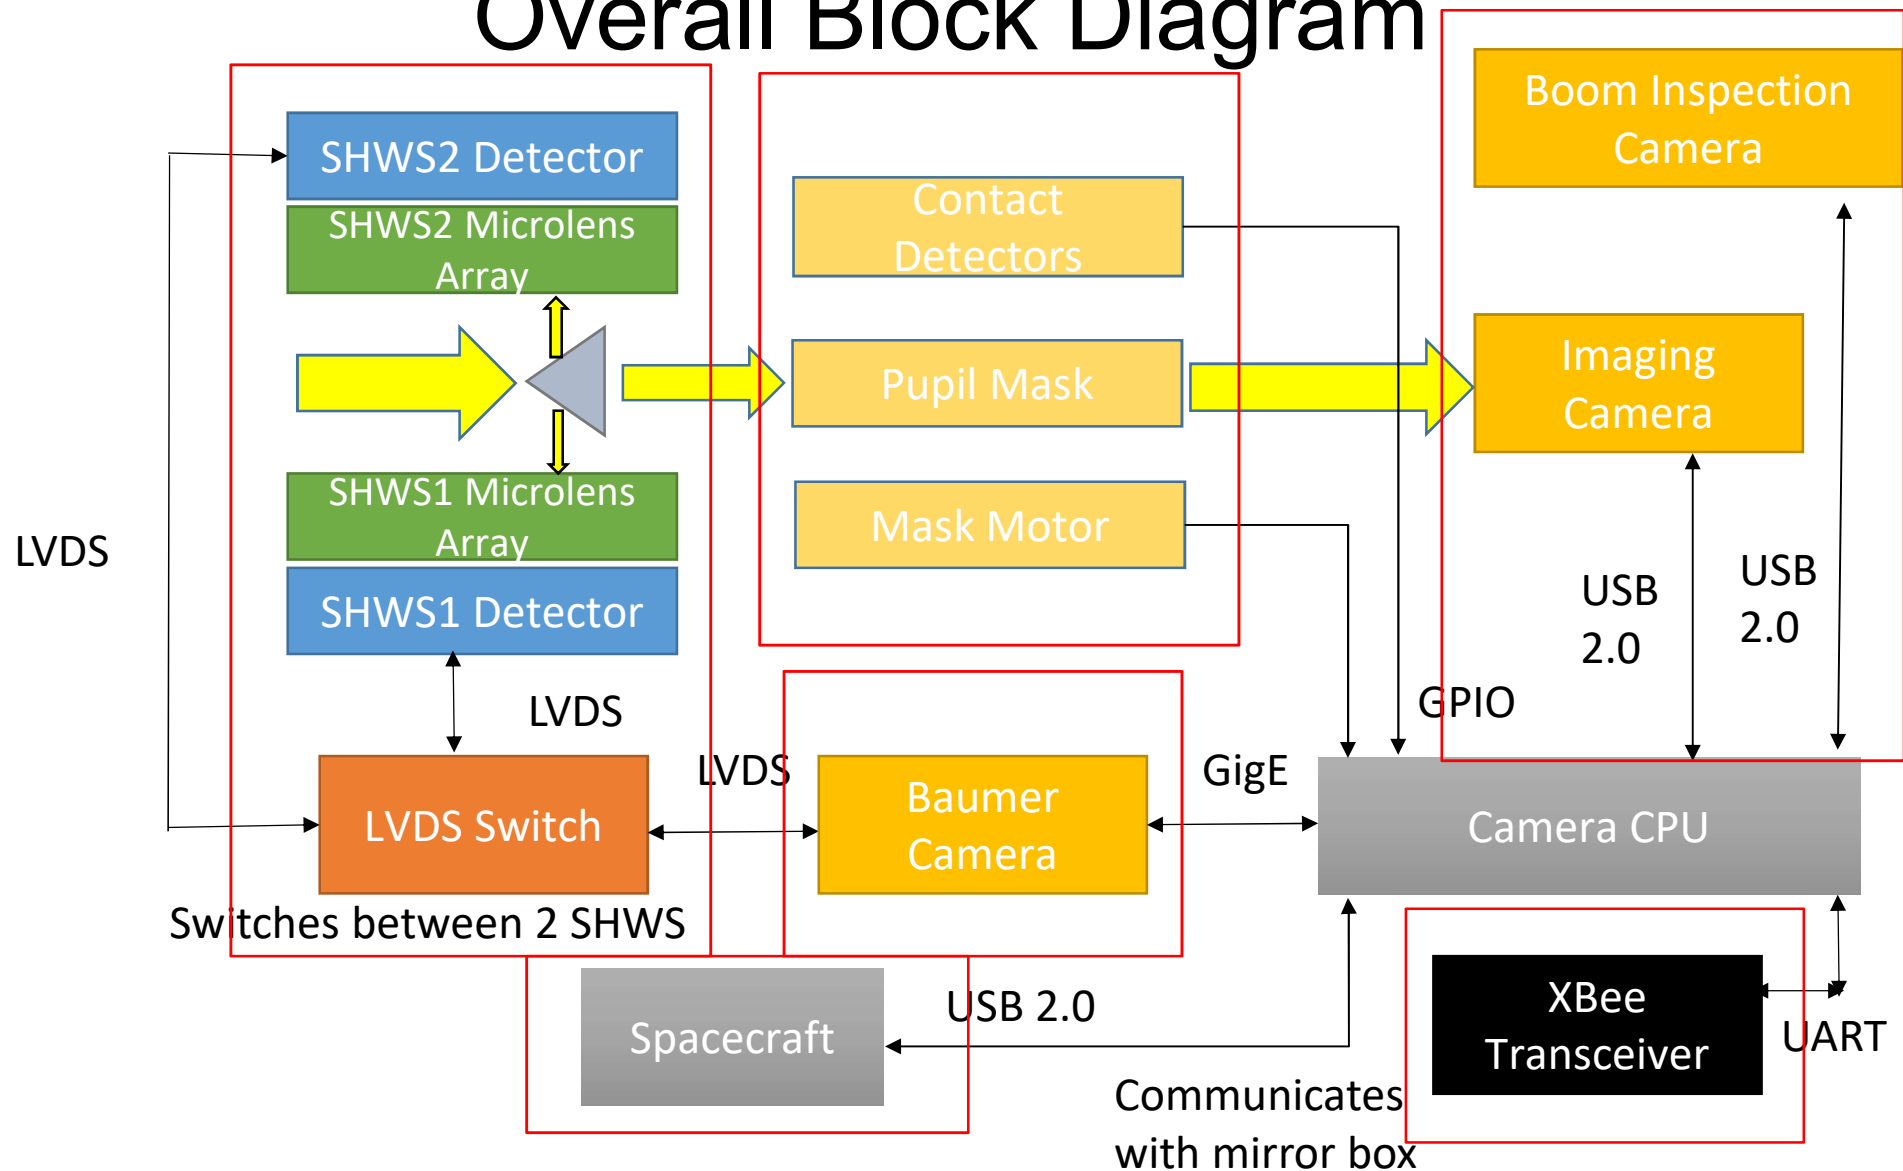 Overall Block Diagram
SHWS2 Detector
SHWS2 Microlens
Array
SHWS1 Microlens
Array
SHWS1 Detector
LVDS
LVDS
LVDS Switch
Switches between 2 SHWS
LVDS
Contact
Detectors
Pupil Mask
Mask Motor
Baumer
Camera
GigE
GPIO
Boom Inspection
Camera
Imaging
Camera
USB
2.0
USB
2.0
Camera CPU
Spacecraft
USB 2.0
XBee
Transceiver
UART
Communicates
with mirror box